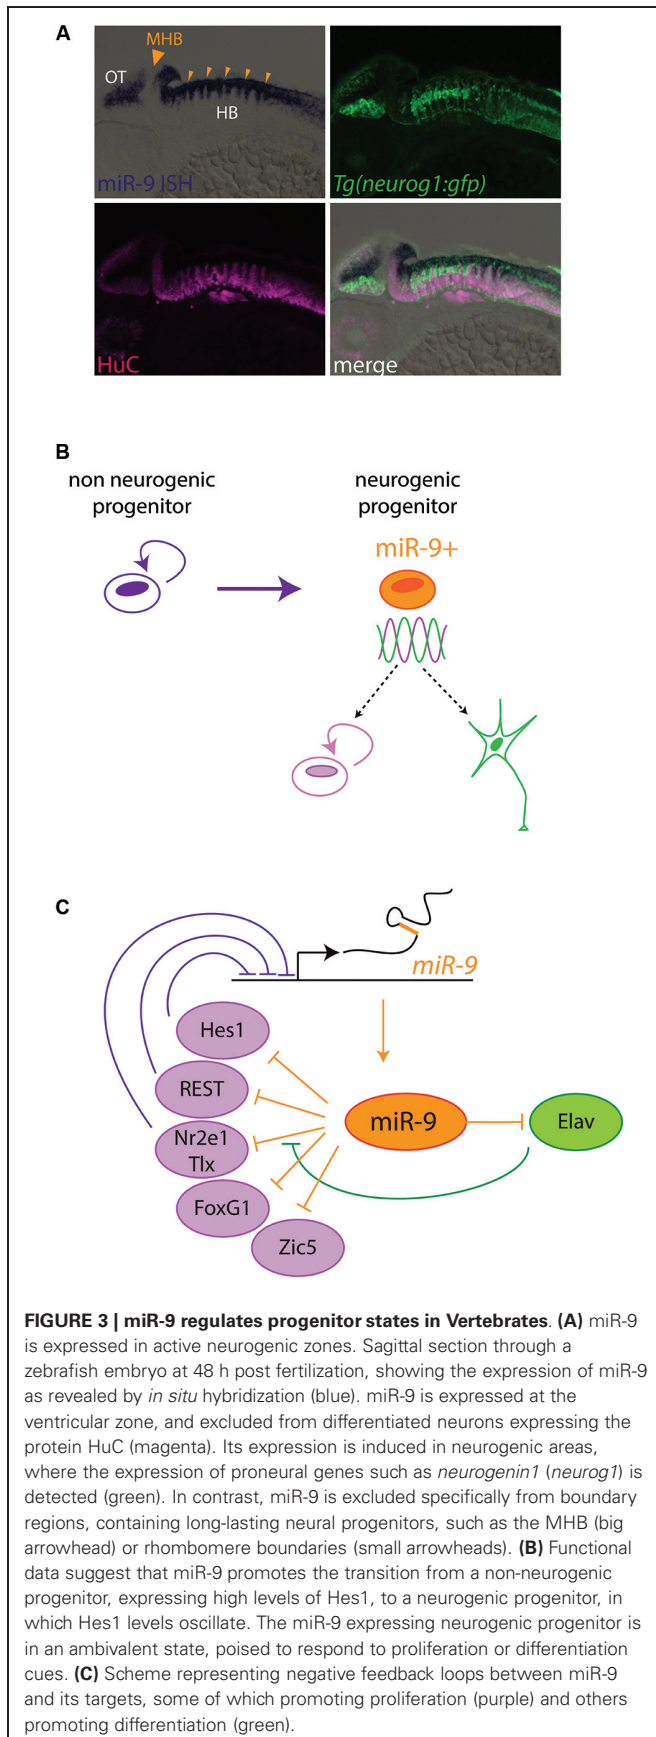 A
MHB
OT
HB
miR-9 ISH
Tg(neurog1:gfp)
HuC
merge
B
non neurogenic
progenitor
neurogenic
progenitor
miR-9+
C
miR-9
Hes1
REST
miR-9
Elav
Nr2e1
Tlx
FoxG1
Zic5
FIGURE 3 | miR-9 regulates progenitor states in Vertebrates. (A) miR-9
is expressed in active neurogenic zones. Sagittal section through a
zebrafish embryo at 48 h post fertilization, showing the expression of miR-9
as revealed by in situ hybridization (blue). miR-9 is expressed at the
ventricular zone, and excluded from differentiated neurons expressing the
protein HuC (magenta). Its expression is induced in neurogenic areas,
where the expression of proneural genes such as neurogenin1 (neurog1) is
detected (green). In contrast, miR-9 is excluded specifically from boundary
regions, containing long-lasting neural progenitors, such as the MHB (big
arrowhead) or rhombomere boundaries (small arrowheads). (B) Functional
data suggest that miR-9 promotes the transition from a non-neurogenic
progenitor, expressing high levels of Hes1, to a neurogenic progenitor, in
which Hes1 levels oscillate. The miR-9 expressing neurogenic progenitor is
in an ambivalent state, poised to respond to proliferation or differentiation
cues. (C) Scheme representing negative feedback loops between miR-9
and its targets, some of which promoting proliferation (purple) and others
promoting differentiation (green).